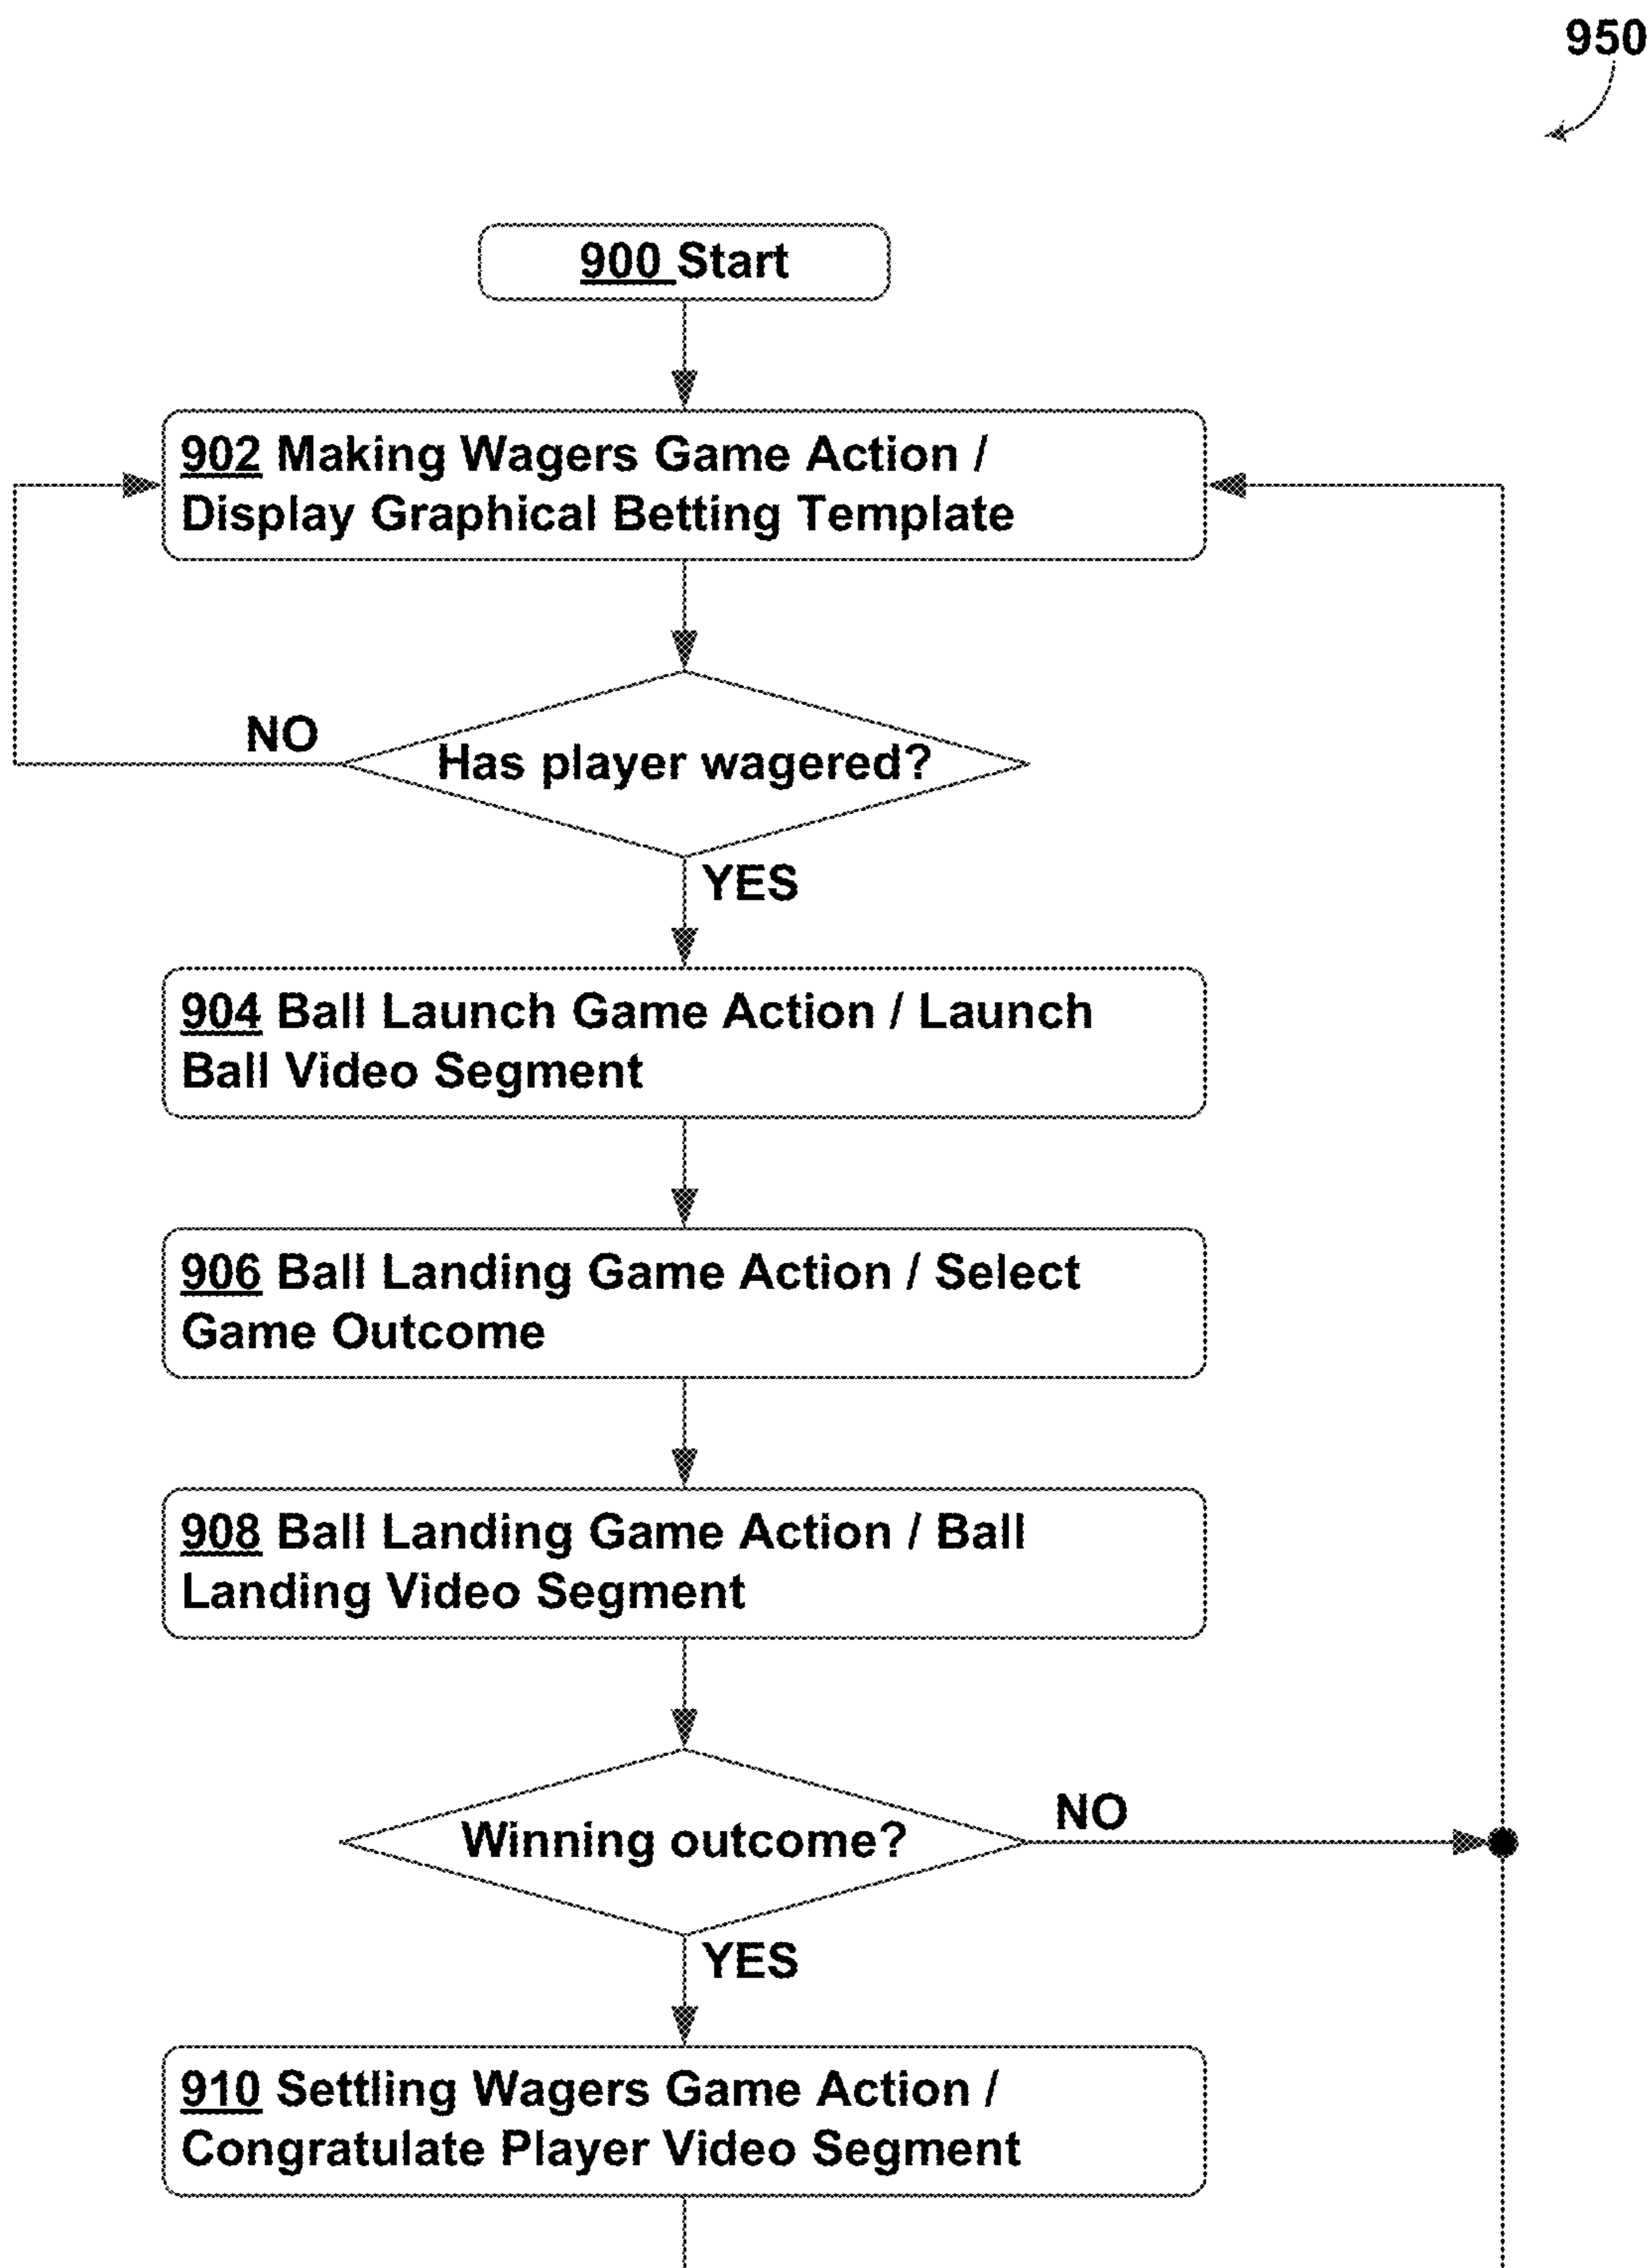 950
900 Start
902 Making Wagers Game Action /
Display Graphical Betting Template
NO
Has player wagered?
YES
904 Ball Launch Game Action / Launch
Ball Video Segment
906 Ball Landing Game Action / Select
Game Outcome
908 Ball Landing Game Action / Ball
Landing Video Segment
NO
Winning outcome?
YES
910 Settling Wagers Game Action /
Congratulate Player Video Segment